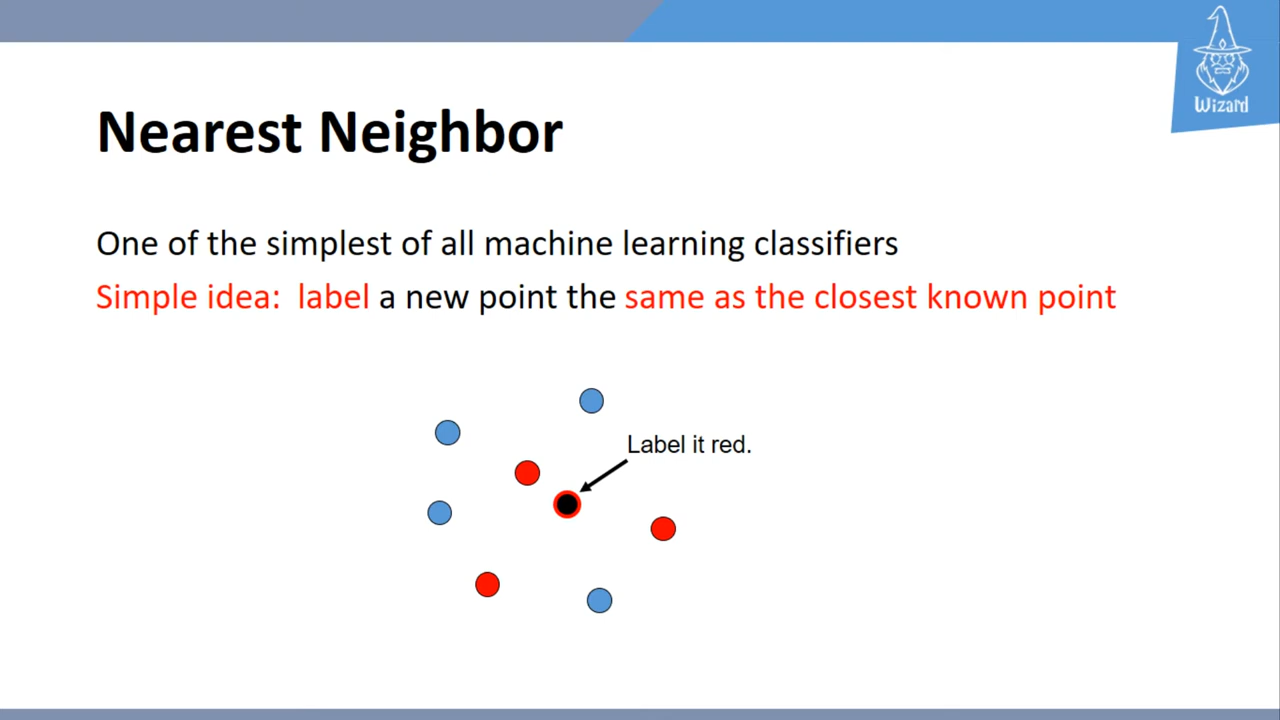 Wizard
Nearest Neighbor
One of the simplest of all machine learning classifiers
Simple idea: label a new point the same as the closest known point
Label it red.